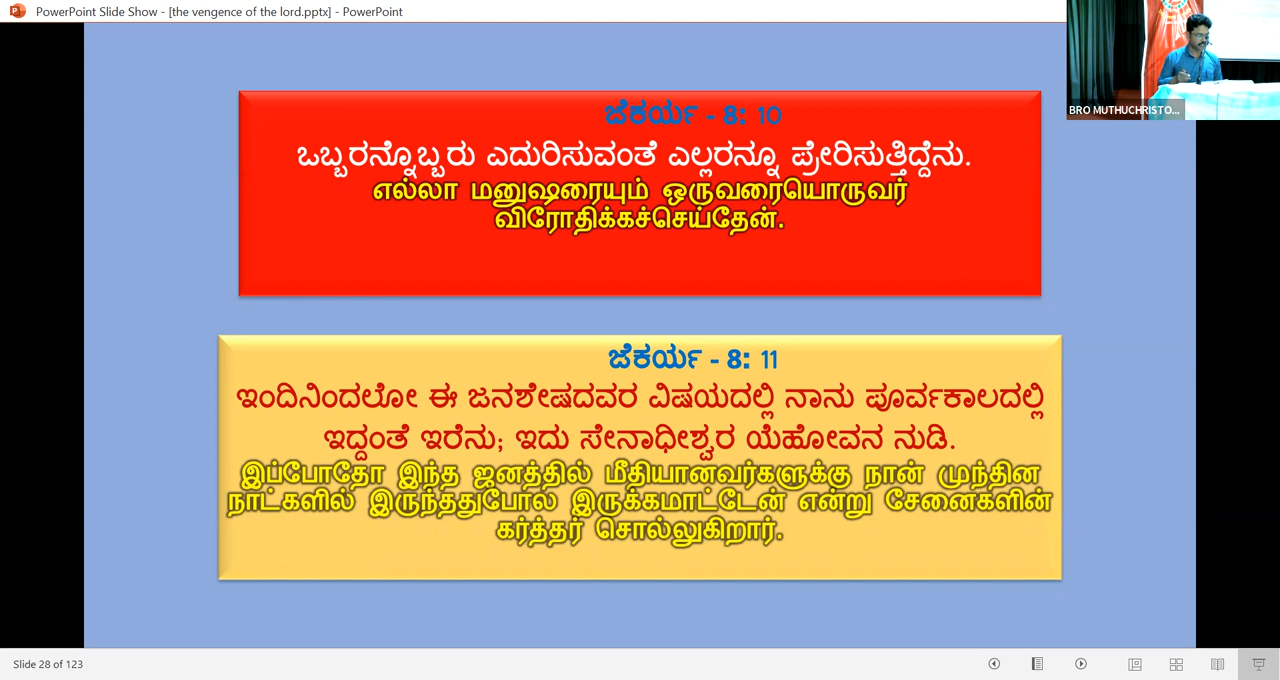 PowerPoint Slide Show - [the vengence of the lord.pptx] - PowerPoint
BRO MUTHUCHRISTO...
ಜೆಕರ್ಯ - 8: 10
ಒಬ್ಬರನ್ನೊಬ್ಬರು ಎದುರಿಸುವಂತೆ ಎಲ್ಲರನ್ನೂ ಪ್ರೇರಿಸುತ್ತಿದ್ದೆನು.
எல்லா மனுஷரையும் ஒருவரையொருவர்
விரோதிக்கச்செய்தேன்.
ಜೆಕರ್ಯ - 8: 11
ಇಂದಿನಿಂದಲೋ ಈ ಜನಶೇಷದವರ ವಿಷಯದಲ್ಲಿ ನಾನು ಪೂರ್ವಕಾಲದಲ್ಲಿ
ಇದ್ದಂತೆ ಇರೆನು; ಇದು ಸೇನಾಧೀಶ್ವರ ಯೆಹೋವನ ನುಡಿ.
இப்போதோ இந்த ஜனத்தில் மீதியானவர்களுக்கு நான் முந்தின
நாட்களில் இருந்ததுபோல இருக்கமாட்டேன் என்று சேனைகளின்
கர்த்தர் சொல்லுகிறார்.
Slide 28 of 123